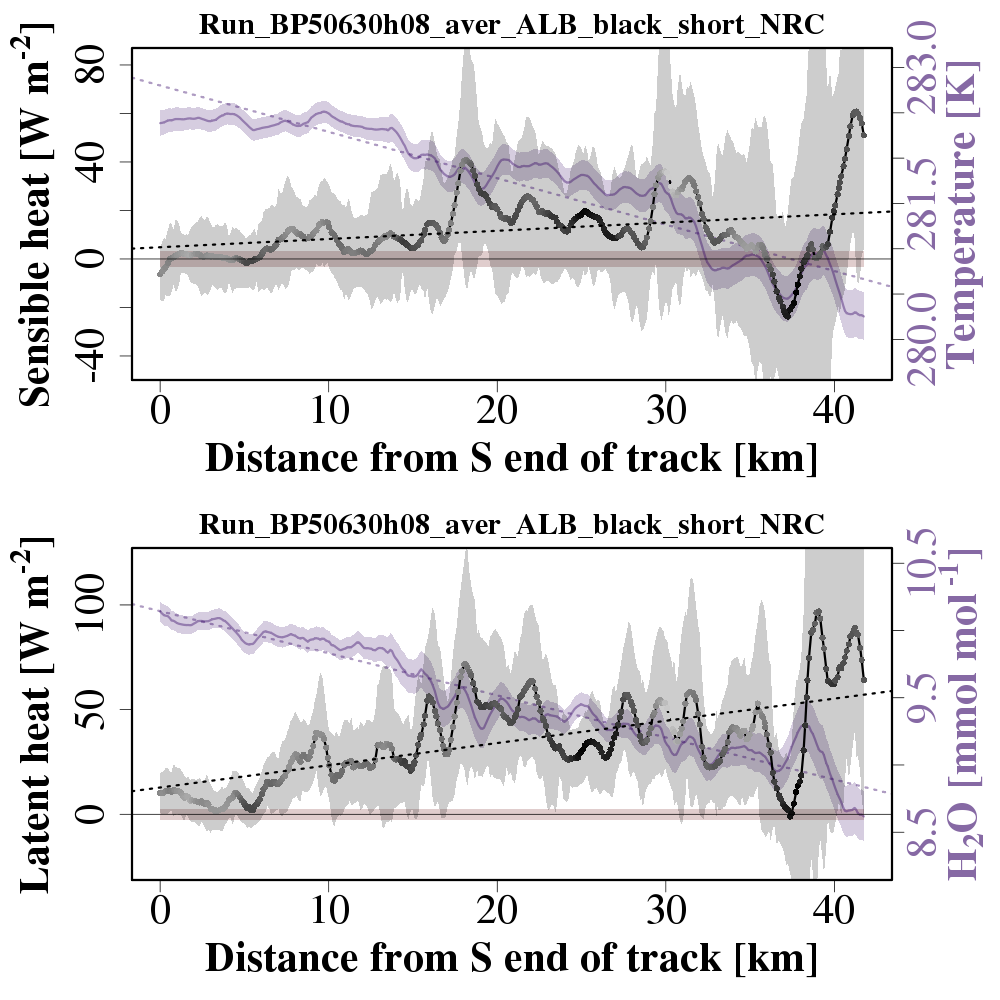 Run_BP50630h08_aver_ALB_black_short_NRC
Sensible heat [W m⁻²]
80
40
0
-40
283.0
281.5
280.0
Temperature [K]
0 10 20 30 40
Distance from S end of track [km]
Run_BP50630h08_aver_ALB_black_short_NRC
Latent heat [W m⁻²]
100
50
0
10.5
9.5
8.5
H₂O [mmol mol⁻¹]
0 10 20 30 40
Distance from S end of track [km]